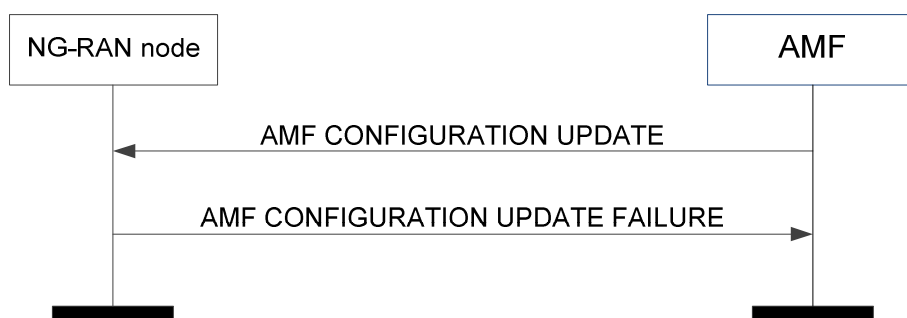 NG-RAN node
AMF
AMF CONFIGURATION UPDATE
AMF CONFIGURATION UPDATE FAILURE